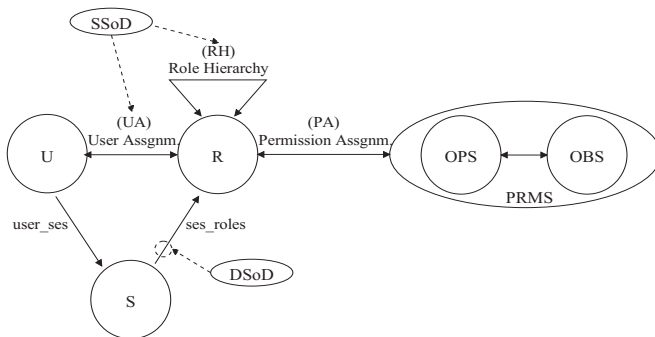 SSoD
(RH)
Role Hierarchy
(UA)
User Assgnm.
(PA)
Permission Assgnm.
U
R
OPS
OBS
PRMS
user_ses
ses_roles
DSoD
S